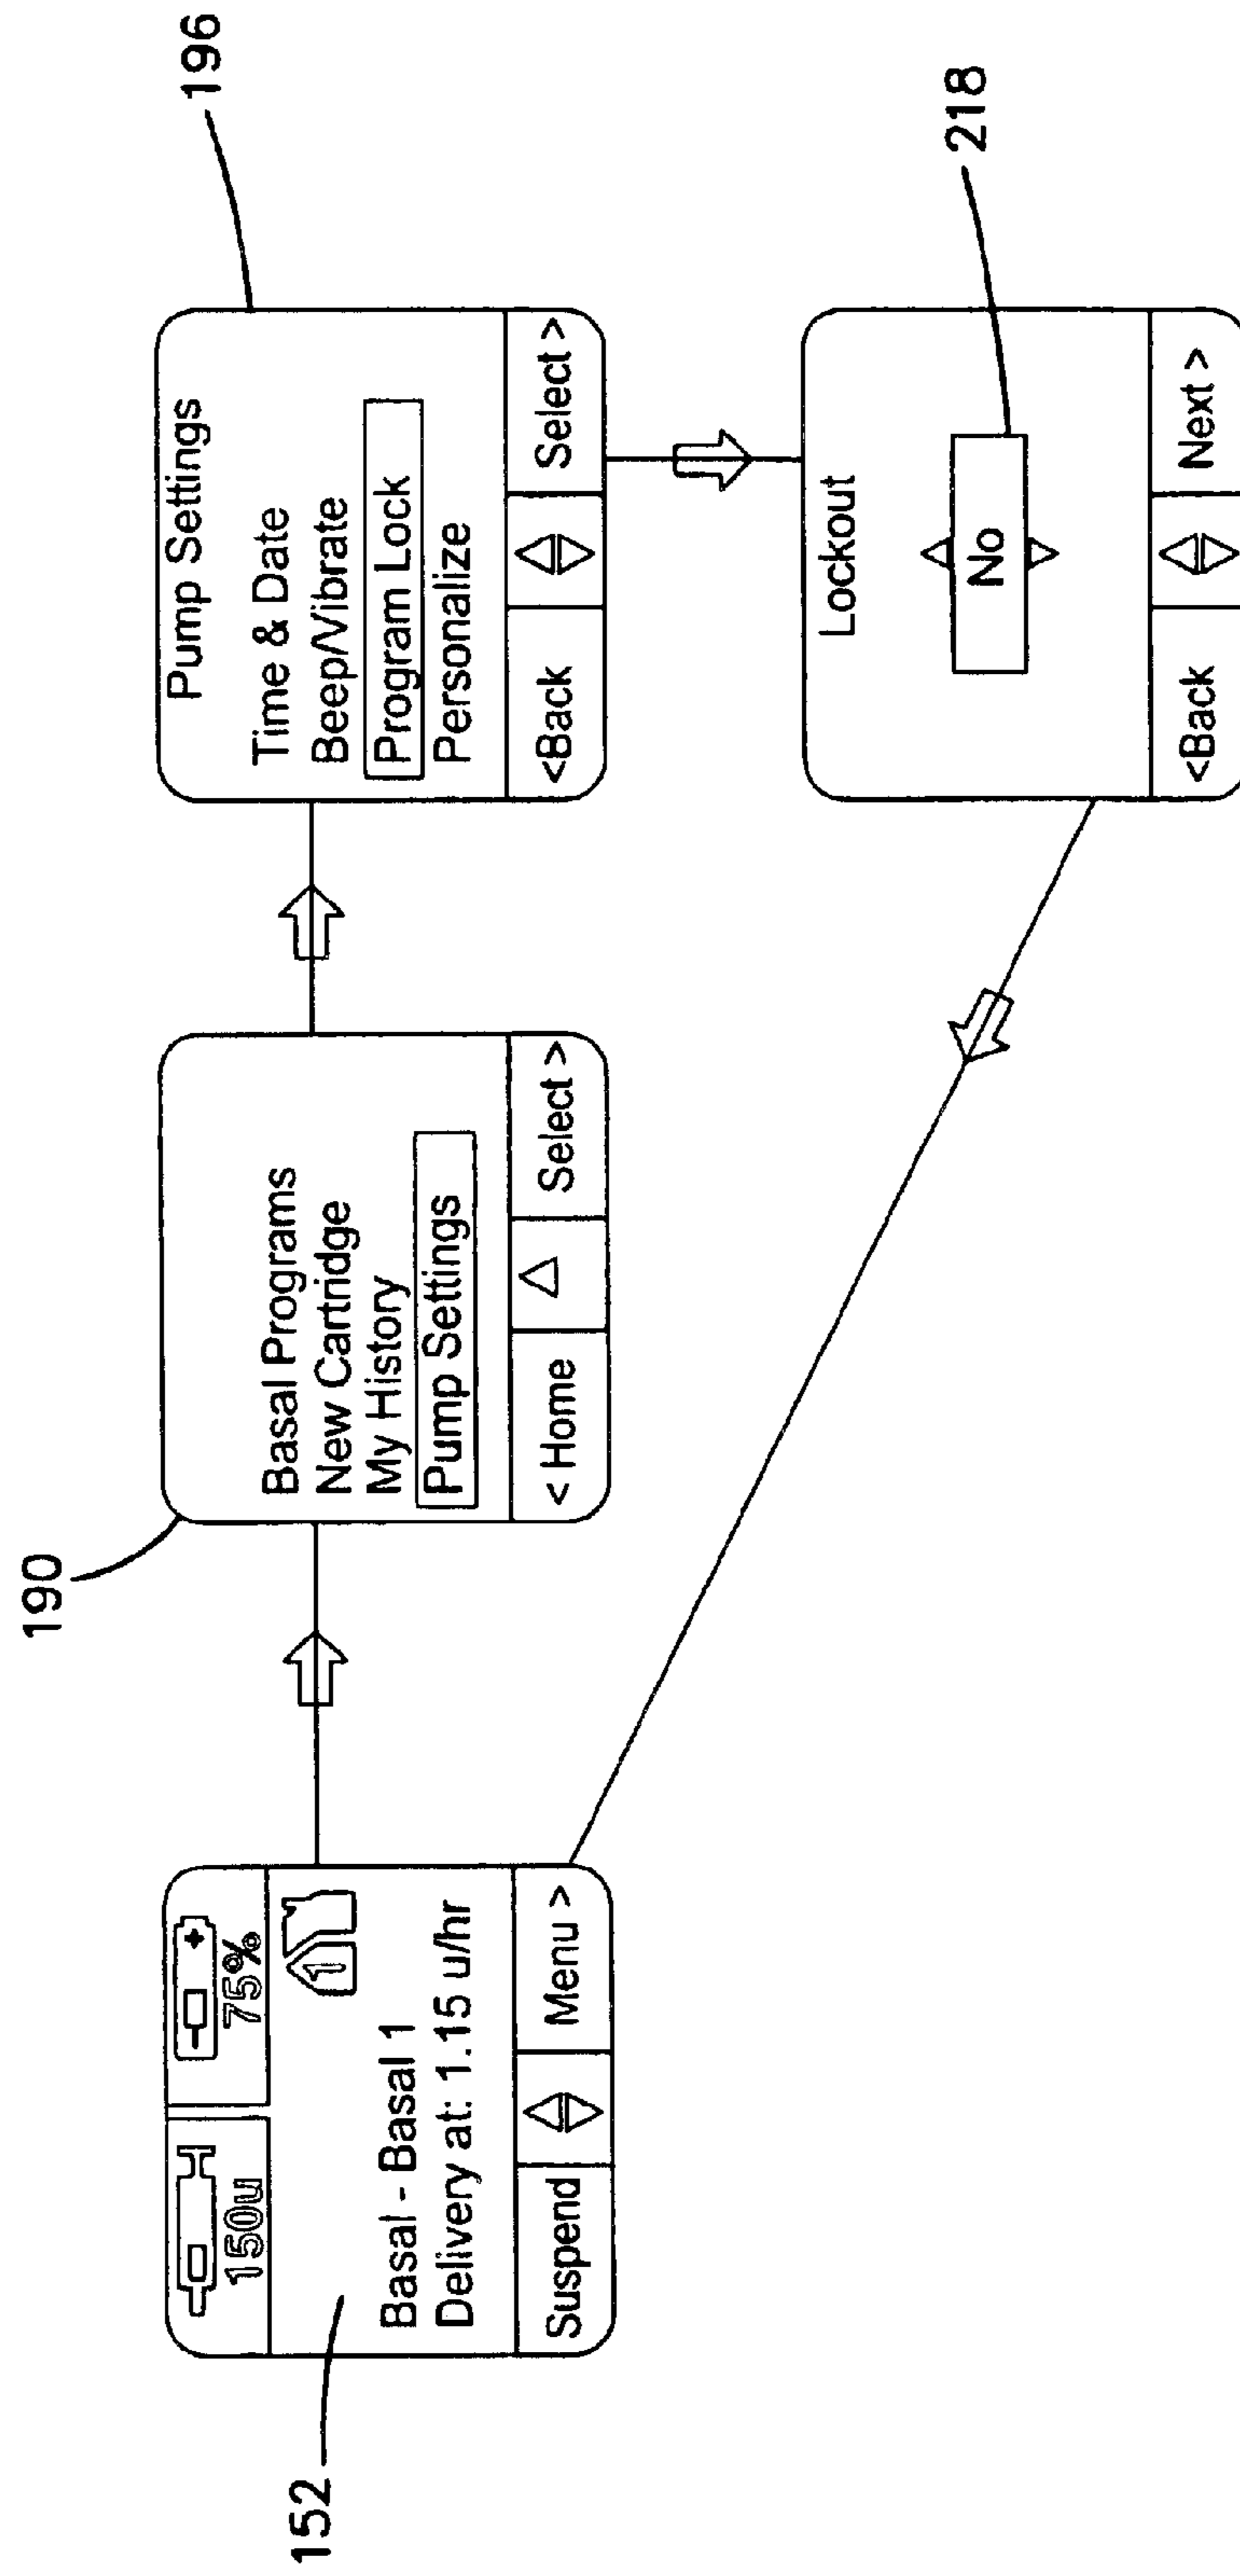 152
150u
75%
1
Basal - Basal 1
Delivery at: 1.15 u/hr
Suspend
Menu >
190
Basal Programs
New Cartridge
My History
Pump Settings
< Home
Select >
196
Pump Settings
Time & Date
Beep/Vibrate
Program Lock
Personalize
<Back
Select >
218
Lockout
No
<Back
Next >